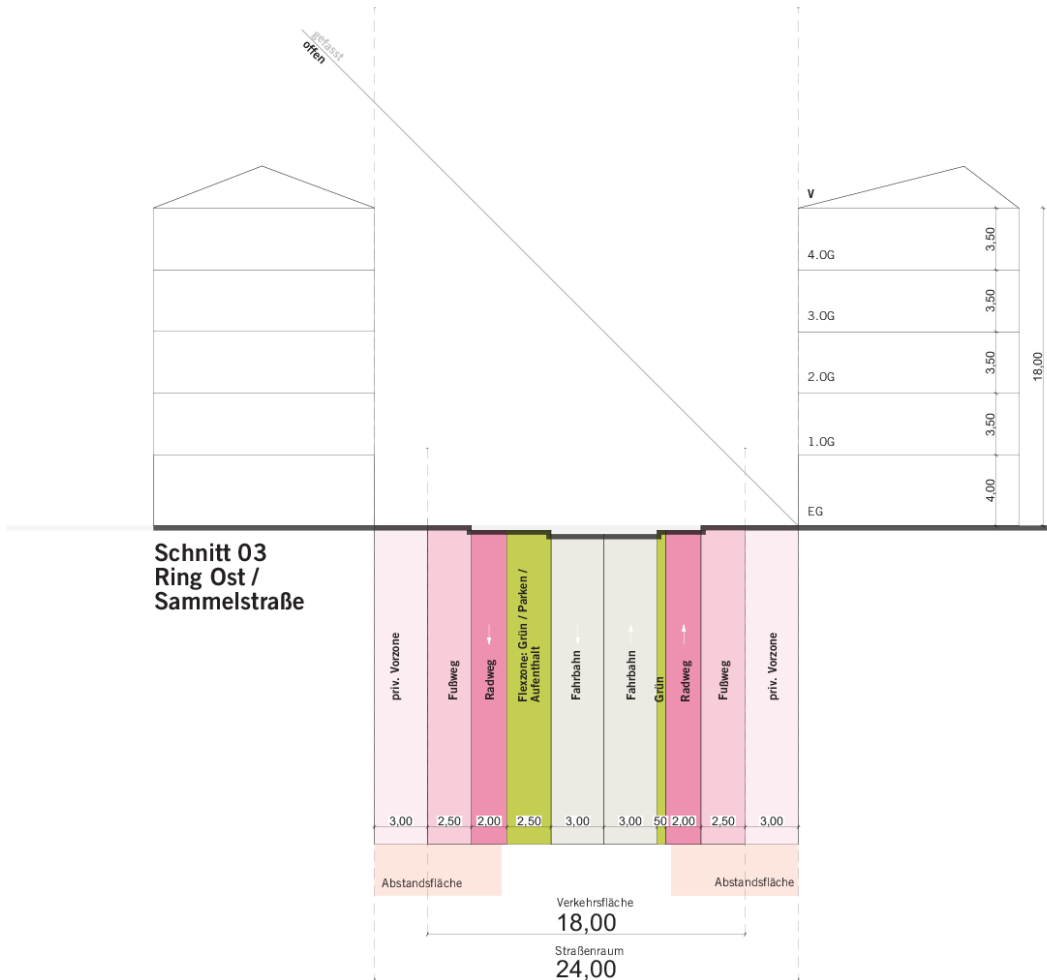 gefasst
offen
V
4.OG
3.OG
2.OG
1.OG
EG
3,50
3,50
3,50
3,50
4,00
18,00
Schnitt 03
Ring Ost /
Sammelstraße
priv. Vorzone
Fußweg
Radweg
Flexzone: Grün / Parken /
Aufenthalt
Fahrbahn
Fahrbahn
Grün
Radweg
Fußweg
priv. Vorzone
3,00 2,50 2,00 2,50 3,00 3,00 50 2,00 2,50 3,00
Abstandsfläche Abstandsfläche
Verkehrsfläche
18,00
Straßenraum
24,00